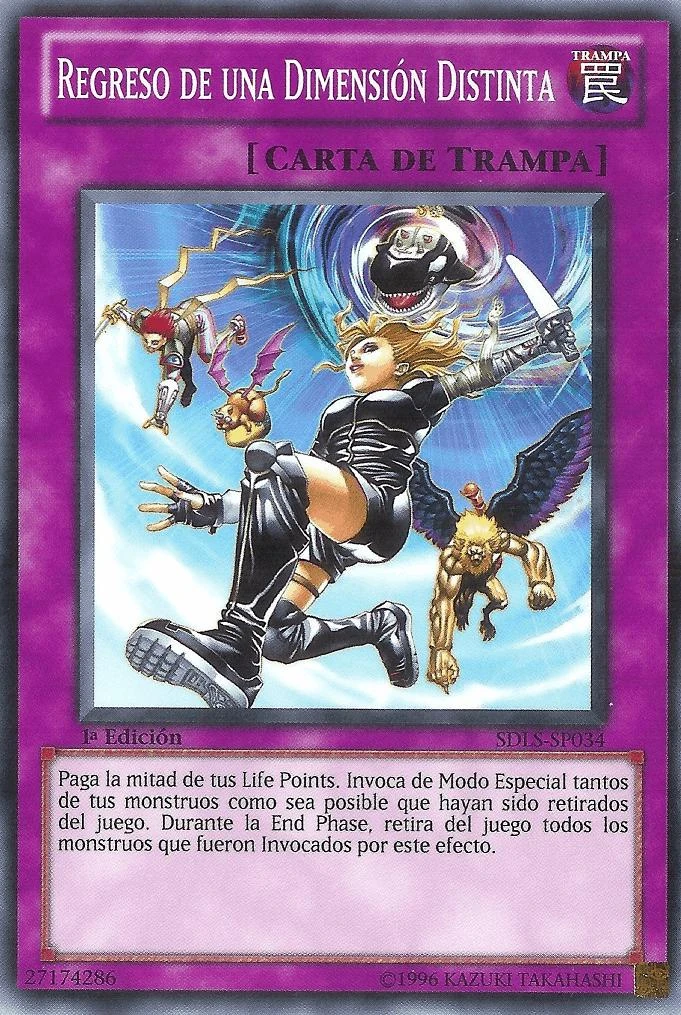 REGRESO DE UNA DIMENSIÓN DISTINTA
TRAMPA
罠
[CARTA DE TRAMPA]
1ª Edición
SDLS-SP034
Paga la mitad de tus Life Points. Invoca de Modo Especial tantos
de tus monstruos como sea posible que hayan sido retirados
del juego. Durante la End Phase, retira del juego todos los
monstruos que fueron Invocados por este efecto.
27174286
©1996 KAZUKI TAKAHASHI